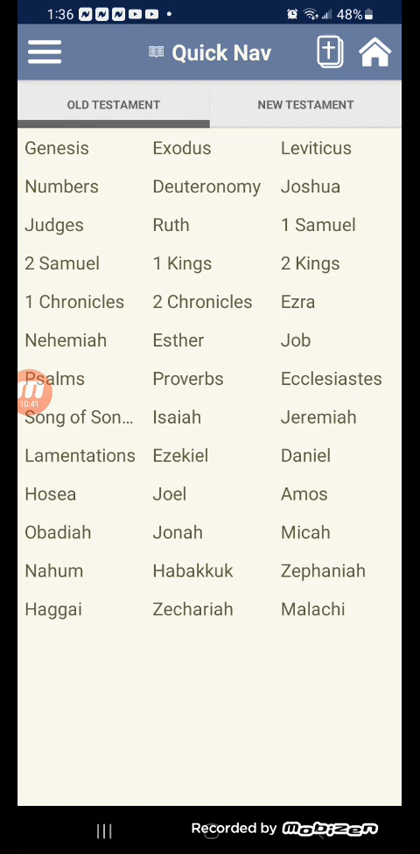 1:36 48%
Quick Nav
OLD TESTAMENT NEW TESTAMENT
Genesis Exodus Leviticus
Numbers Deuteronomy Joshua
Judges Ruth 1 Samuel
2 Samuel 1 Kings 2 Kings
1 Chronicles 2 Chronicles Ezra
Nehemiah Esther Job
Psalms Proverbs Ecclesiastes
10:41
Song of Son... Isaiah Jeremiah
Lamentations Ezekiel Daniel
Hosea Joel Amos
Obadiah Jonah Micah
Nahum Habakkuk Zephaniah
Haggai Zechariah Malachi
Recorded by Mobizen